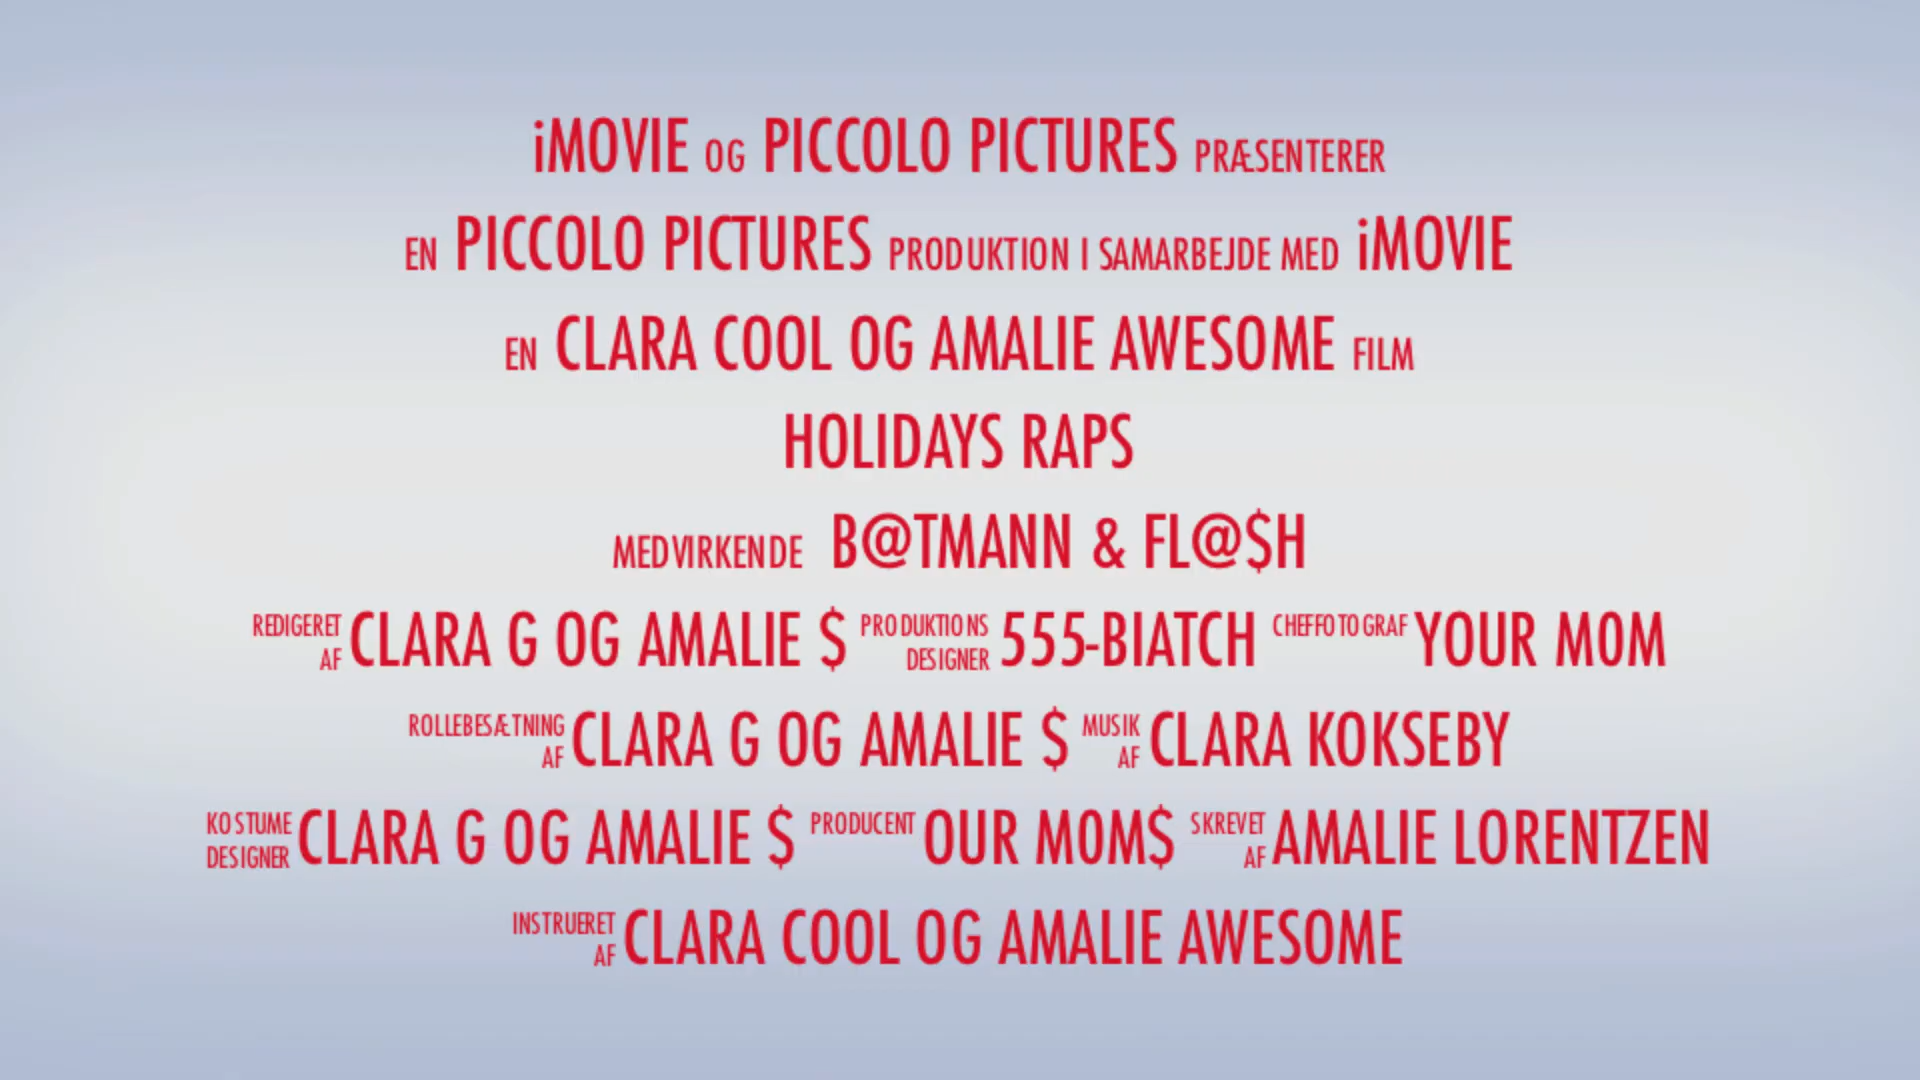 iMOVIE OG PICCOLO PICTURES PRÆSENTERER
EN PICCOLO PICTURES PRODUKTION I SAMARBEJDE MED iMOVIE
EN CLARA COOL OG AMALIE AWESOME FILM
HOLIDAYS RAPS
MEDVIRKENDE B@TMANN & FL@$H
REDIGERET AF CLARA G OG AMALIE $ PRODUKTIONS DESIGNER 555-BIATCH CHEFFOTOGRAF YOUR MOM
ROLLEBESÆTNING AF CLARA G OG AMALIE $ MUSIK AF CLARA KOKSEBY
KOSTUME DESIGNER CLARA G OG AMALIE $ PRODUCENT OUR MOM$ SKREVET AF AMALIE LORENTZEN
INSTRUERET AF CLARA COOL OG AMALIE AWESOME